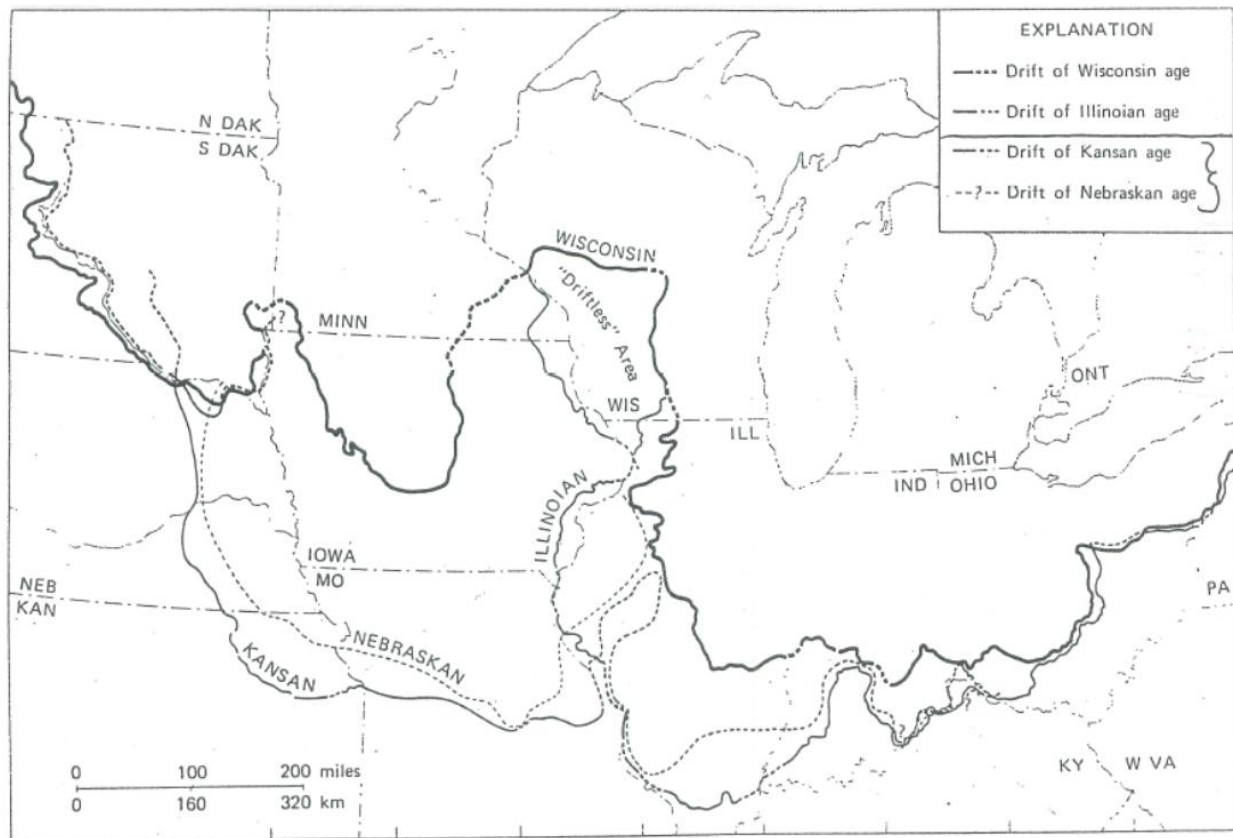 EXPLANATION
Drift of Wisconsin age
Drift of Illinoian age
Drift of Kansan age
? Drift of Nebraskan age
N DAK
S DAK
WISCONSIN
"Driftless" Area
?
MINN
ONT
WIS
ILL
MICH
IND OHIO
ILLINOIAN
IOWA
MO
NEB
KAN
PA
NEBRASKAN
KANSAN
?
KY W VA
0 100 200 miles
0 160 320 km